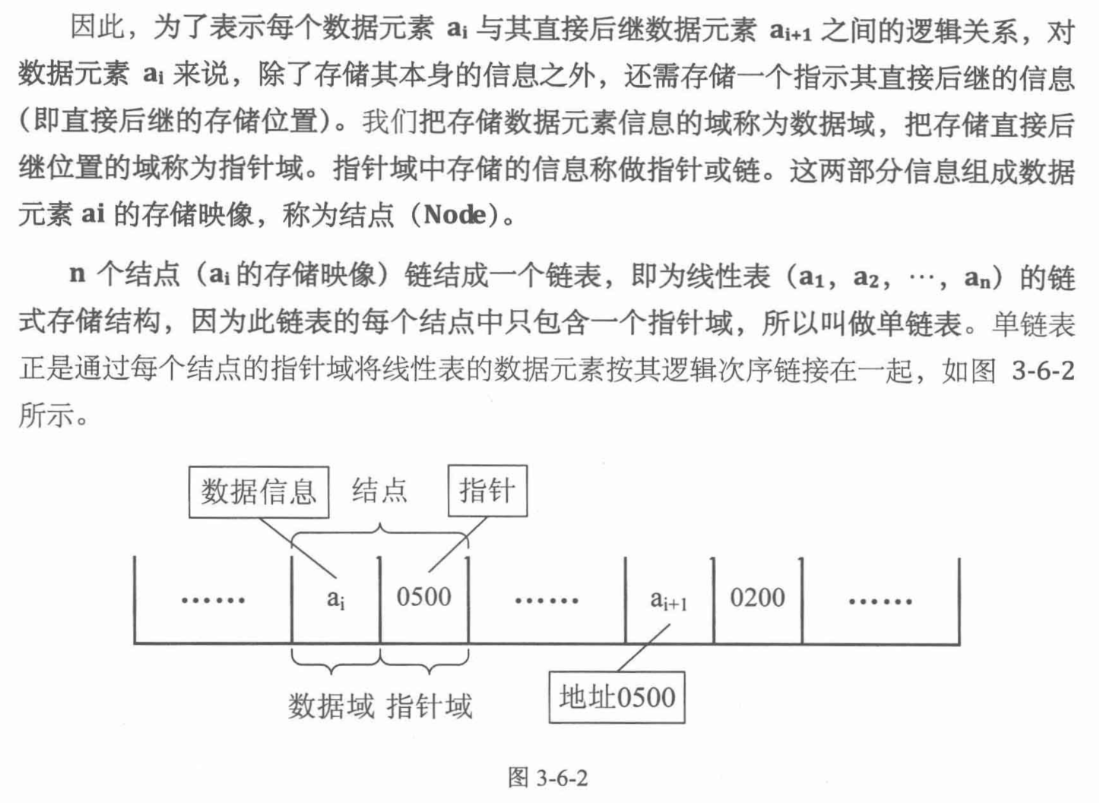 因此，为了表示每个数据元素 ai 与其直接后继数据元素 ai+1 之间的逻辑关系，对
数据元素 ai 来说，除了存储其本身的信息之外，还需存储一个指示其直接后继的信息
（即直接后继的存储位置）。我们把存储数据元素信息的域称为数据域，把存储直接后
继位置的域称为指针域。指针域中存储的信息称做指针或链。这两部分信息组成数据
元素 ai 的存储映像，称为结点（Node）。
n 个结点（ai 的存储映像）链结成一个链表，即为线性表（a1，a2，…，an）的链
式存储结构，因为此链表的每个结点中只包含一个指针域，所以叫做单链表。单链表
正是通过每个结点的指针域将线性表的数据元素按其逻辑次序链接在一起，如图 3-6-2
所示。
数据信息 结点 指针
…… ai 0500 …… ai+1 0200 ……
数据域 指针域 地址0500
图 3-6-2